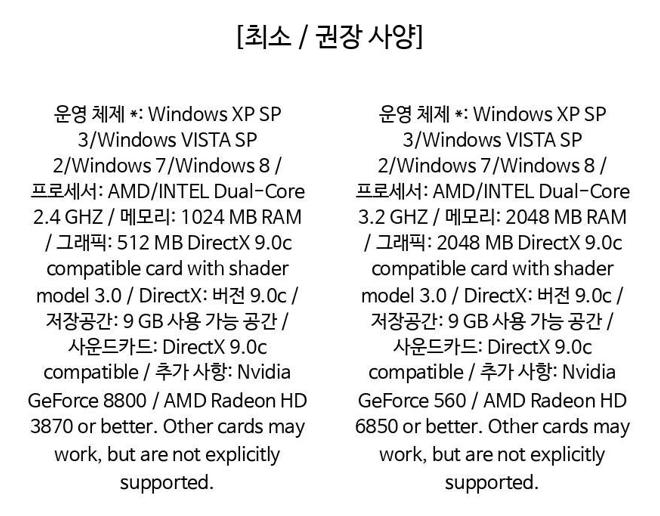 [최소 / 권장 사양]
운영 체제 *: Windows XP SP
3/Windows VISTA SP
2/Windows 7/Windows 8 /
프로세서: AMD/INTEL Dual-Core
2.4 GHZ / 메모리: 1024 MB RAM
/ 그래픽: 512 MB DirectX 9.0c
compatible card with shader
model 3.0 / DirectX: 버전 9.0c /
저장공간: 9 GB 사용 가능 공간 /
사운드카드: DirectX 9.0c
compatible / 추가 사항: Nvidia
GeForce 8800 / AMD Radeon HD
3870 or better. Other cards may
work, but are not explicitly
supported.
운영 체제 *: Windows XP SP
3/Windows VISTA SP
2/Windows 7/Windows 8 /
프로세서: AMD/INTEL Dual-Core
3.2 GHZ / 메모리: 2048 MB RAM
/ 그래픽: 2048 MB DirectX 9.0c
compatible card with shader
model 3.0 / DirectX: 버전 9.0c /
저장공간: 9 GB 사용 가능 공간 /
사운드카드: DirectX 9.0c
compatible / 추가 사항: Nvidia
GeForce 560 / AMD Radeon HD
6850 or better. Other cards may
work, but are not explicitly
supported.